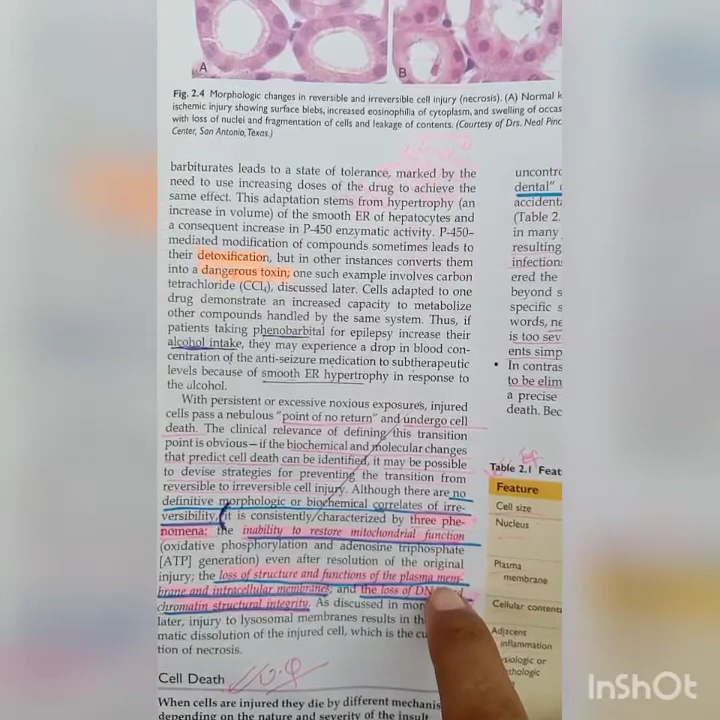 A
B
Fig. 2.4 Morphologic changes in reversible and irreversible cell injury (necrosis). (A) Normal k
ischemic injury showing surface blebs, increased eosinophilia of cytoplasm, and swelling of occas
with loss of nuclei and fragmentation of cells and leakage of contents. (Courtesy of Drs. Neal Pinc
Center, San Antonio, Texas.)
barbiturates leads to a state of tolerance, marked by the
need to use increasing doses of the drug to achieve the
same effect. This adaptation stems from hypertrophy (an
increase in volume) of the smooth ER of hepatocytes and
a consequent increase in P-450 enzymatic activity. P-450–
mediated modification of compounds sometimes leads to
their detoxification, but in other instances converts them
into a dangerous toxin; one such example involves carbon
tetrachloride (CCl4), discussed later. Cells adapted to one
drug demonstrate an increased capacity to metabolize
other compounds handled by the same system. Thus, if
patients taking phenobarbital for epilepsy increase their
alcohol intake, they may experience a drop in blood con-
centration of the anti-seizure medication to subtherapeutic
levels because of smooth ER hypertrophy in response to
the alcohol.
With persistent or excessive noxious exposures, injured
cells pass a nebulous "point of no return" and undergo cell
death. The clinical relevance of defining this transition
point is obvious—if the biochemical and molecular changes
that predict cell death can be identified, it may be possible
to devise strategies for preventing the transition from
reversible to irreversible cell injury. Although there are no
definitive morphologic or biochemical correlates of irre-
versibility, it is consistently characterized by three phe-
nomena: the inability to restore mitochondrial function
(oxidative phosphorylation and adenosine triphosphate
[ATP] generation) even after resolution of the original
injury; the loss of structure and functions of the plasma mem-
brane and intracellular membranes; and the loss of DN
chromatin structural integrity. As discussed in mor
later, injury to lysosomal membranes results in th
matic dissolution of the injured cell, which is the cu
tion of necrosis.
Cell Death
When cells are injured they die by different mechanis
depending on the nature and severity of the insult
uncontro
dental"
accident
(Table 2.
in many
resulting
infection
ered the
beyond s
specific s
words, ne
is too sev
ents simp
• In contras
to be elim
a precise
death. Bec
Table 2.1 Feat
Feature
Cell size
Nucleus
Plasma
membrane
Cellular contents
Adjacent
inflammation
siologic or
thologic
InShOt